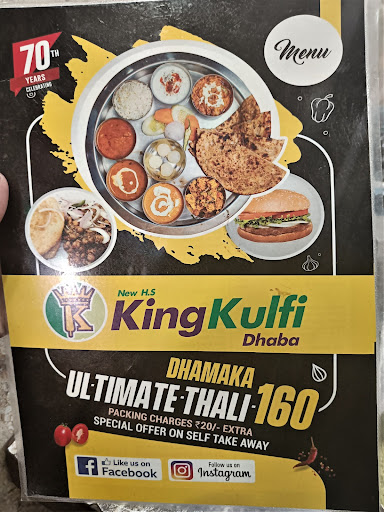 70TH
YEARS
CELEBRATING
Menu
New H.S
K
KingKulfi
Dhaba
DHAMAKA
ULTIMATE-THALI-160
PACKING CHARGES ₹20/- EXTRA
SPECIAL OFFER ON SELF TAKE AWAY
f Like us on
Facebook
Follow us on
Instagram